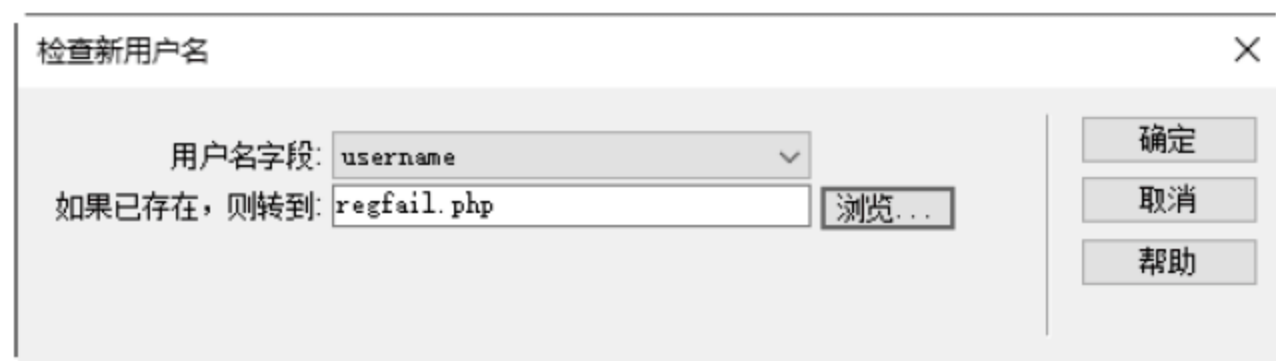 检查新用户名
用户名字段: username
如果已存在，则转到: regfail.php 浏览...
确定
取消
帮助